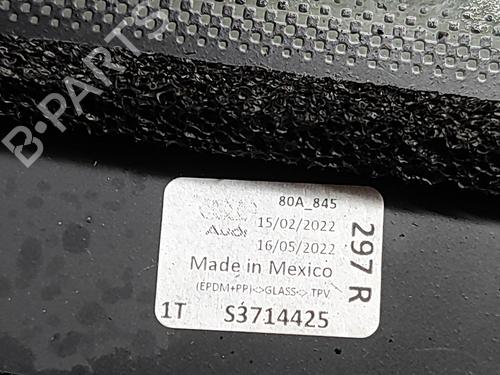 B-PARTS
80A_845
15/02/2022
Audi
16/05/2022
297 R
Made in Mexico
(EPDM+PP)<>GLASS<> TPV
1T S3714425